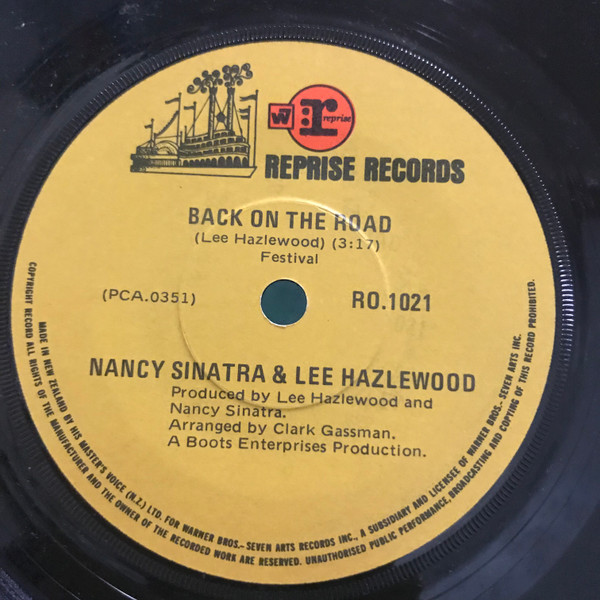 W
r
reprise
REPRISE RECORDS
BACK ON THE ROAD
(Lee Hazlewood) (3:17)
Festival
(PCA.0351)
RO.1021
NANCY SINATRA & LEE HAZLEWOOD
Produced by Lee Hazlewood and
Nancy Sinatra.
Arranged by Clark Gassman.
A Boots Enterprises Production.
MADE IN NEW ZEALAND BY HIS MASTER'S VOICE (N.Z.) LTD. FOR WARNER BROS.–SEVEN ARTS RECORDS INC., A SUBSIDIARY AND LICENSEE OF WARNER BROS.–SEVEN ARTS INC.
COPYRIGHT RECORD ALL RIGHTS OF THE MANUFACTURER AND THE OWNER OF THE RECORDED WORK ARE RESERVED. UNAUTHORISED PUBLIC PERFORMANCE, BROADCASTING AND COPYING OF THIS RECORD PROHIBITED.